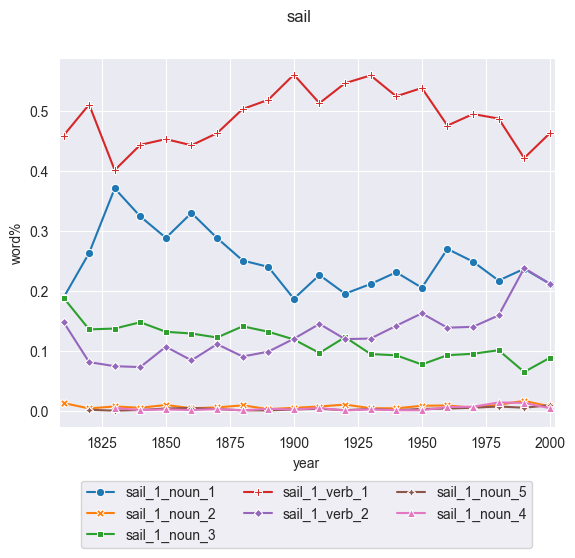 sail
0.5
0.4
0.3
0.2
0.1
0.0
word%
1825 1850 1875 1900 1925 1950 1975 2000
year
sail_1_noun_1 sail_1_verb_1 sail_1_noun_5
sail_1_noun_2 sail_1_verb_2 sail_1_noun_4
sail_1_noun_3